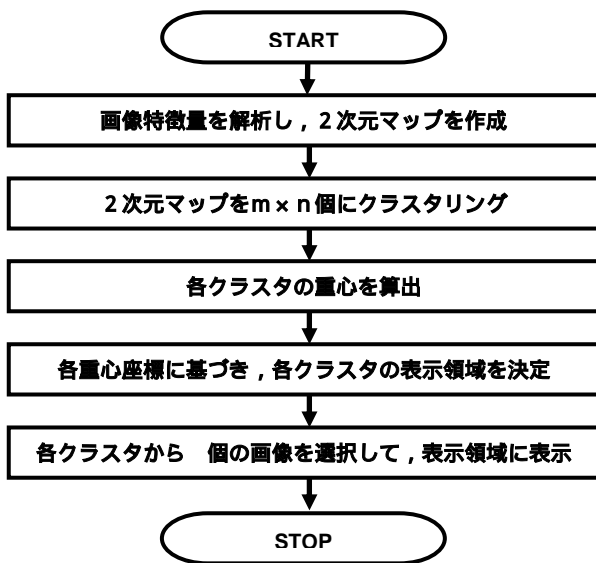 START
画像特徴量を解析し，２次元マップを作成
２次元マップをｍ×ｎ個にクラスタリング
各クラスタの重心を算出
各重心座標に基づき，各クラスタの表示領域を決定
各クラスタから　個の画像を選択して，表示領域に表示
STOP